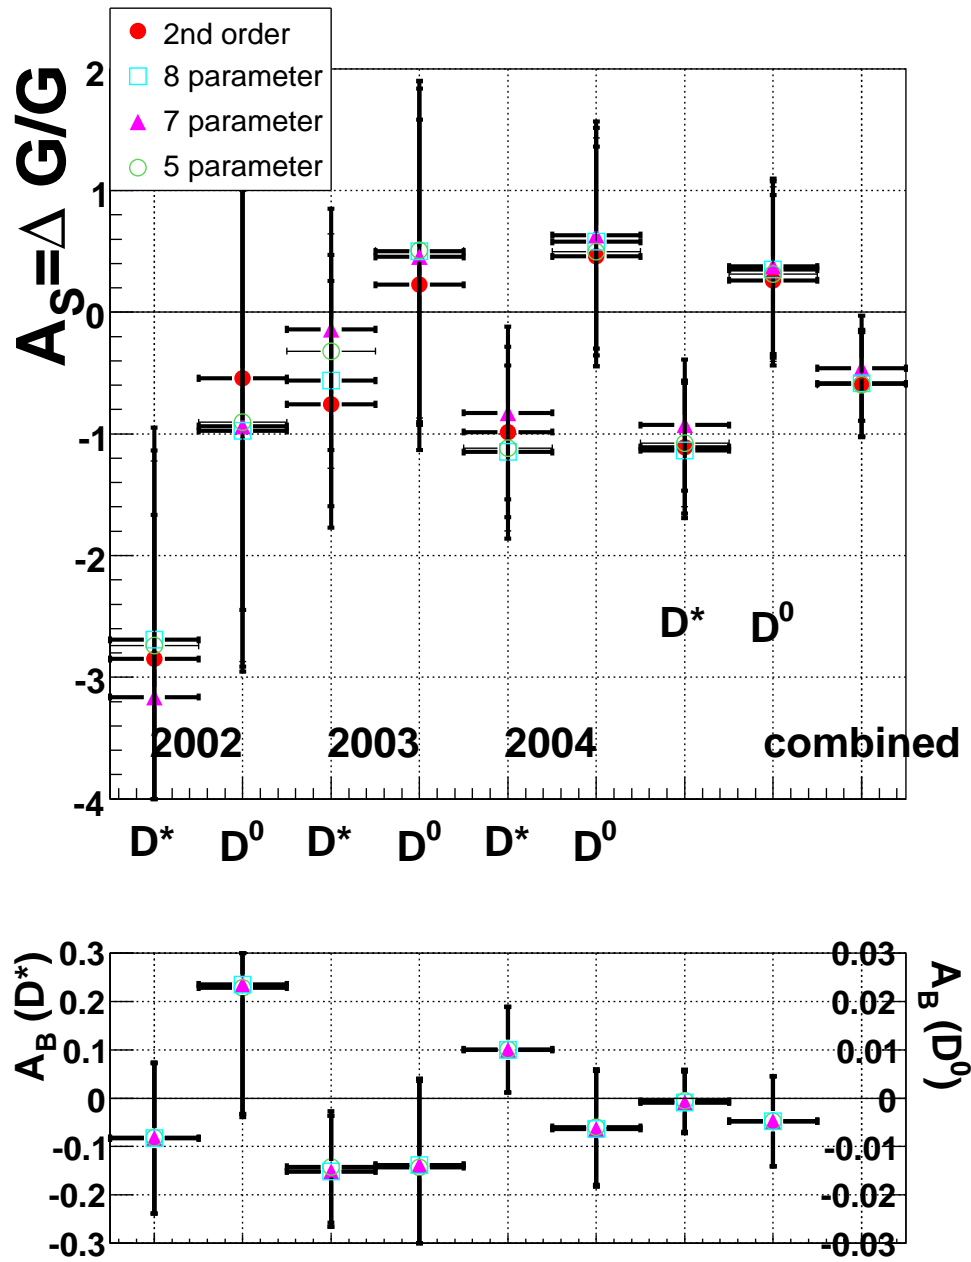 2nd order
8 parameter
7 parameter
5 parameter
A_S=Δ G/G
2
1
0
-1
-2
-3
-4
D* D^0
2002 2003 2004 combined
D* D^0 D* D^0 D* D^0
A_B (D*)
0.3
0.2
0.1
0
-0.1
-0.2
-0.3
0.03
0.02
0.01
0
-0.01
-0.02
-0.03
A_B (D^0)